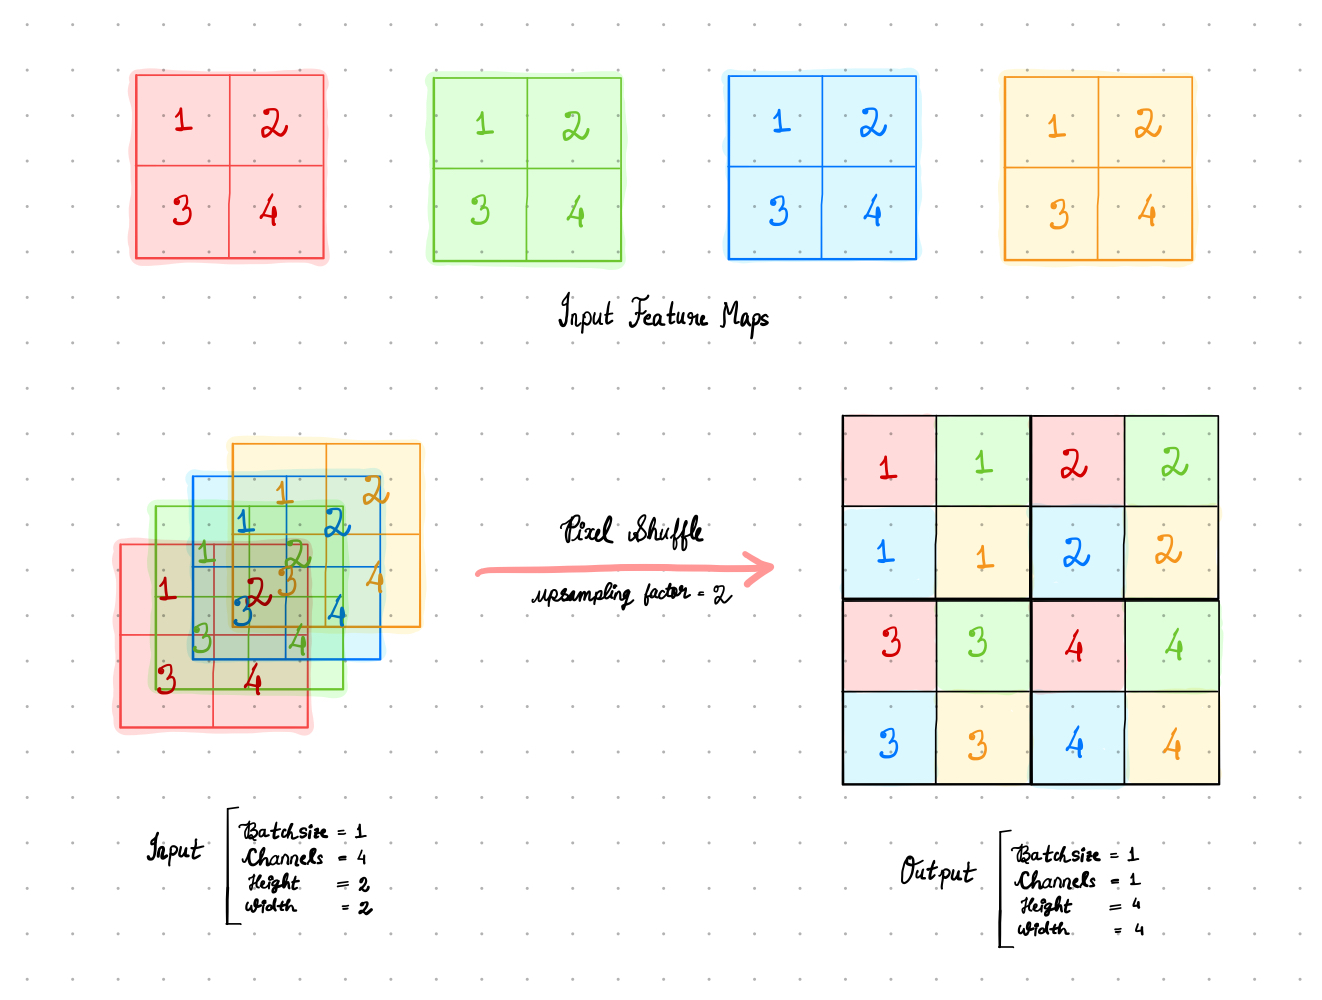 1 2 1 2 1 2 1 2
3 4 3 4 3 4 3 4
Input Feature Maps
1 2
3 4
1 2
3 4
1 2
3 4
1 2
3 4
Pixel Shuffle
upsampling factor = 2
1 1 2 2
1 1 2 2
3 3 4 4
3 3 4 4
Input
Batchsize = 1
Channels = 4
Height = 2
Width = 2
Output
Batchsize = 1
Channels = 1
Height = 4
Width = 4